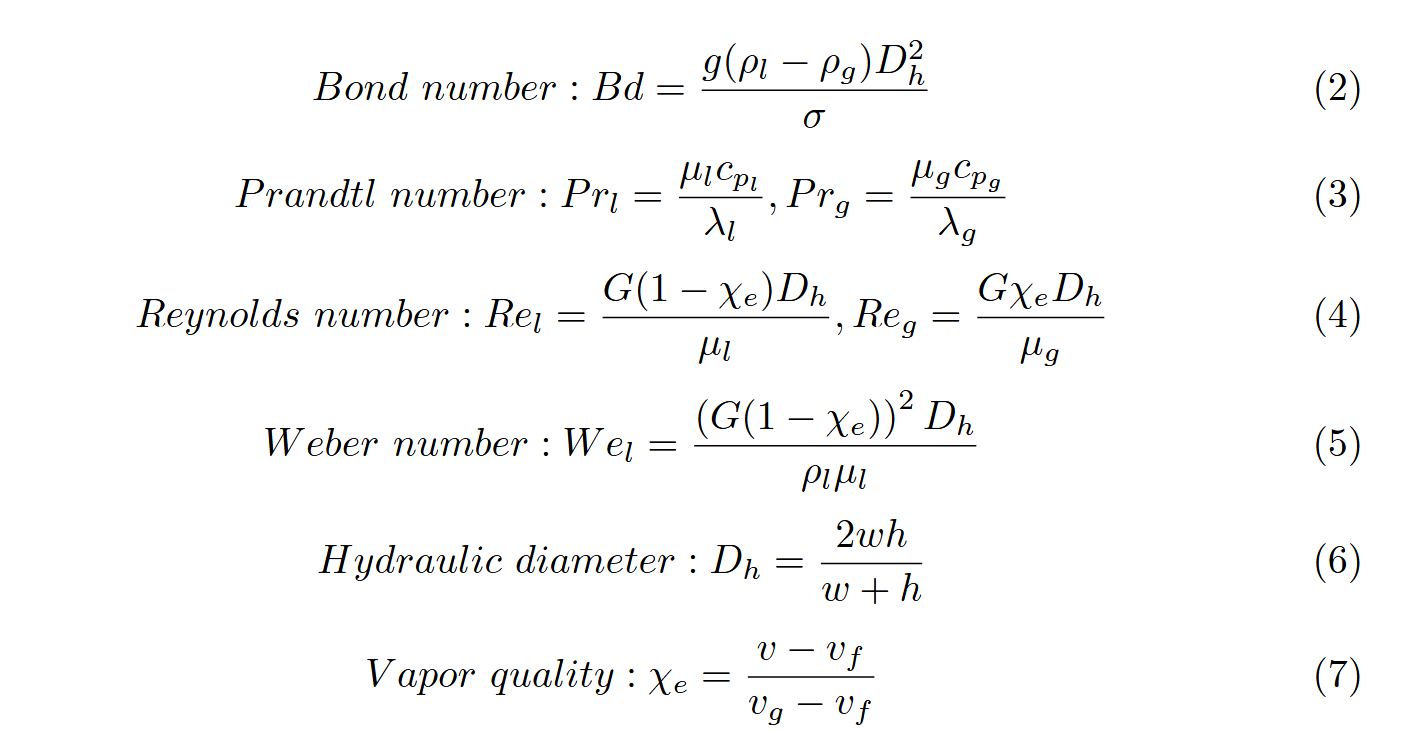 Bond number : Bd = \frac{g(\rho_l - \rho_g)D_h^2}{\sigma} (2)
Prandtl number : Pr_l = \frac{\mu_l c_{p_l}}{\lambda_l}, Pr_g = \frac{\mu_g c_{p_g}}{\lambda_g} (3)
Reynolds number : Re_l = \frac{G(1 - \chi_e)D_h}{\mu_l}, Re_g = \frac{G\chi_e D_h}{\mu_g} (4)
Weber number : We_l = \frac{(G(1 - \chi_e))^2 D_h}{\rho_l \mu_l} (5)
Hydraulic diameter : D_h = \frac{2wh}{w + h} (6)
Vapor quality : \chi_e = \frac{v - v_f}{v_g - v_f} (7)